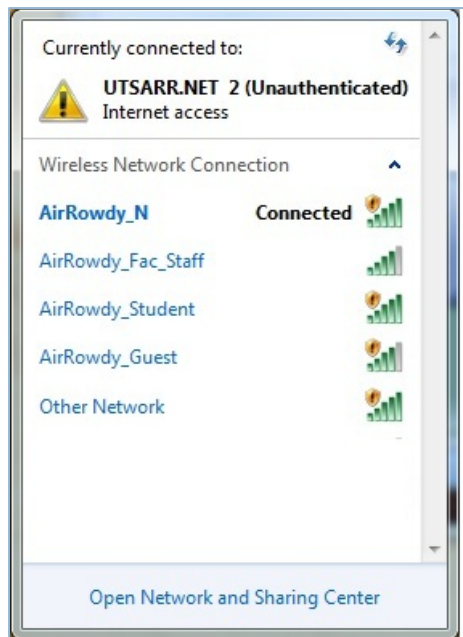 Currently connected to:
UTSARR.NET 2 (Unauthenticated)
Internet access
Wireless Network Connection
AirRowdy_N Connected
AirRowdy_Fac_Staff
AirRowdy_Student
AirRowdy_Guest
Other Network
Open Network and Sharing Center